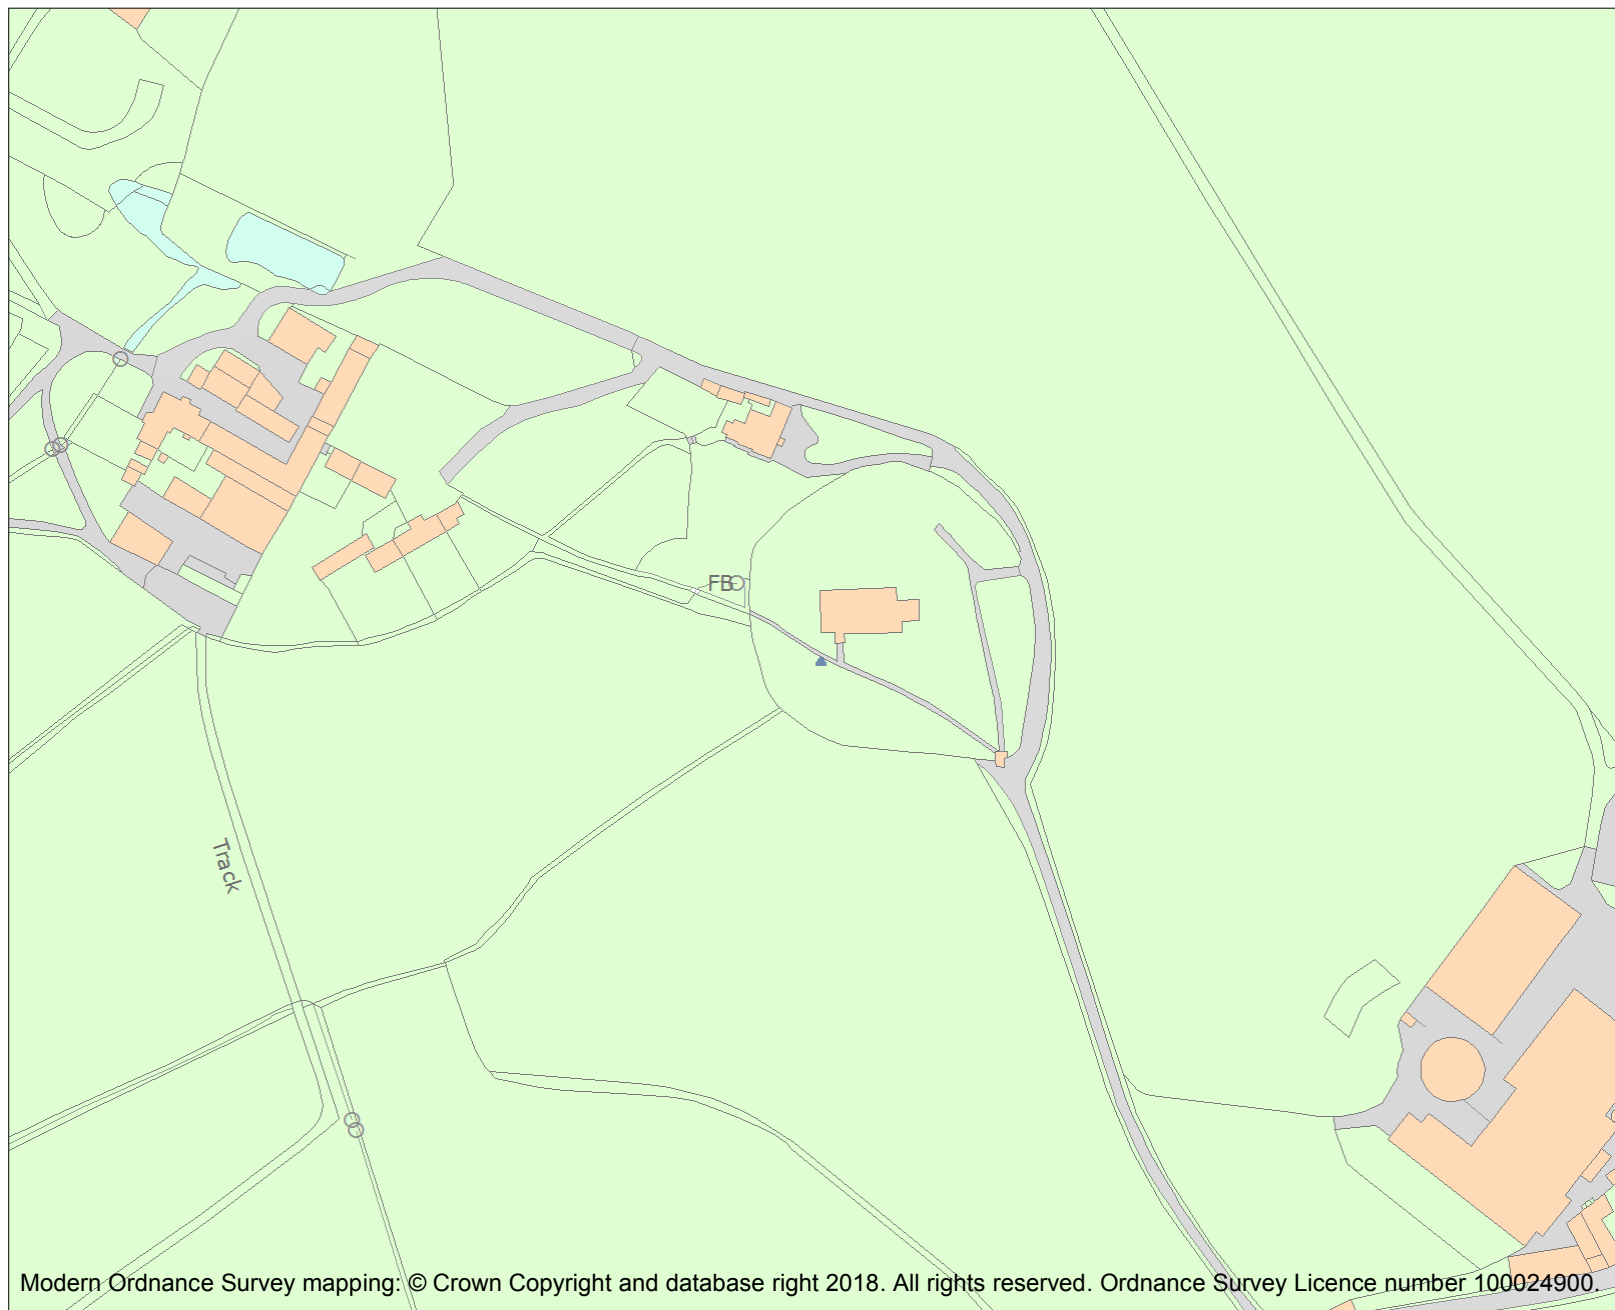 FB
Track
Modern Ordnance Survey mapping: © Crown Copyright and database right 2018. All rights reserved. Ordnance Survey Licence number 100024900.